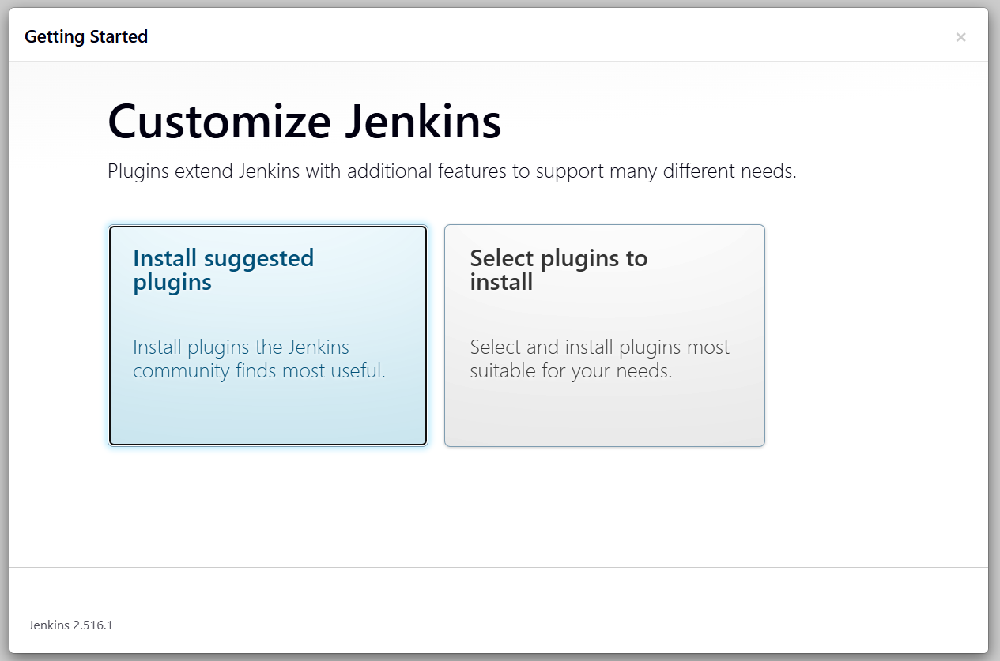 Getting Started
×
Customize Jenkins
Plugins extend Jenkins with additional features to support many different needs.
Install suggested
plugins
Install plugins the Jenkins
community finds most useful.
Select plugins to
install
Select and install plugins most
suitable for your needs.
Jenkins 2.516.1